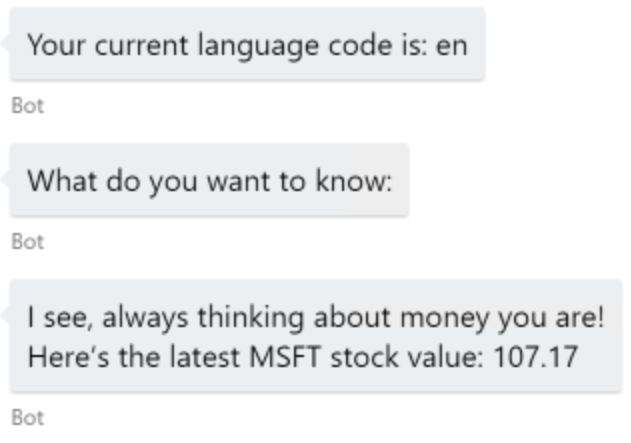 Your current language code is: en
Bot
What do you want to know:
Bot
I see, always thinking about money you are!
Here's the latest MSFT stock value: 107.17
Bot